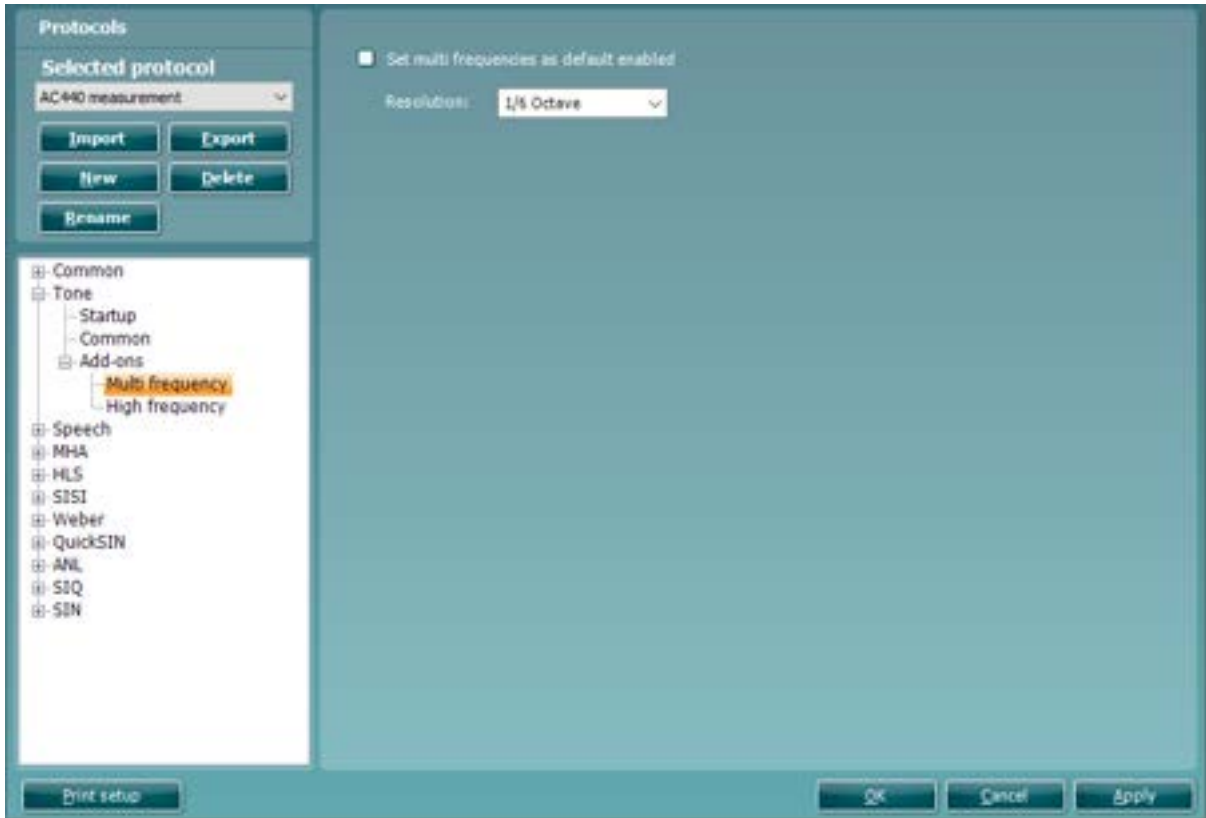 Protocols
Selected protocol
AC440 measurement
Import Export
New Delete
Rename
Common
Tone
Startup
Common
Add-ons
Multi frequency
High frequency
Speech
MHA
HLS
SISI
Weber
QuickSIN
ANL
SIQ
SIN
Set multi frequencies as default enabled
Resolution: 1/6 Octave
Print setup OK Cancel Apply